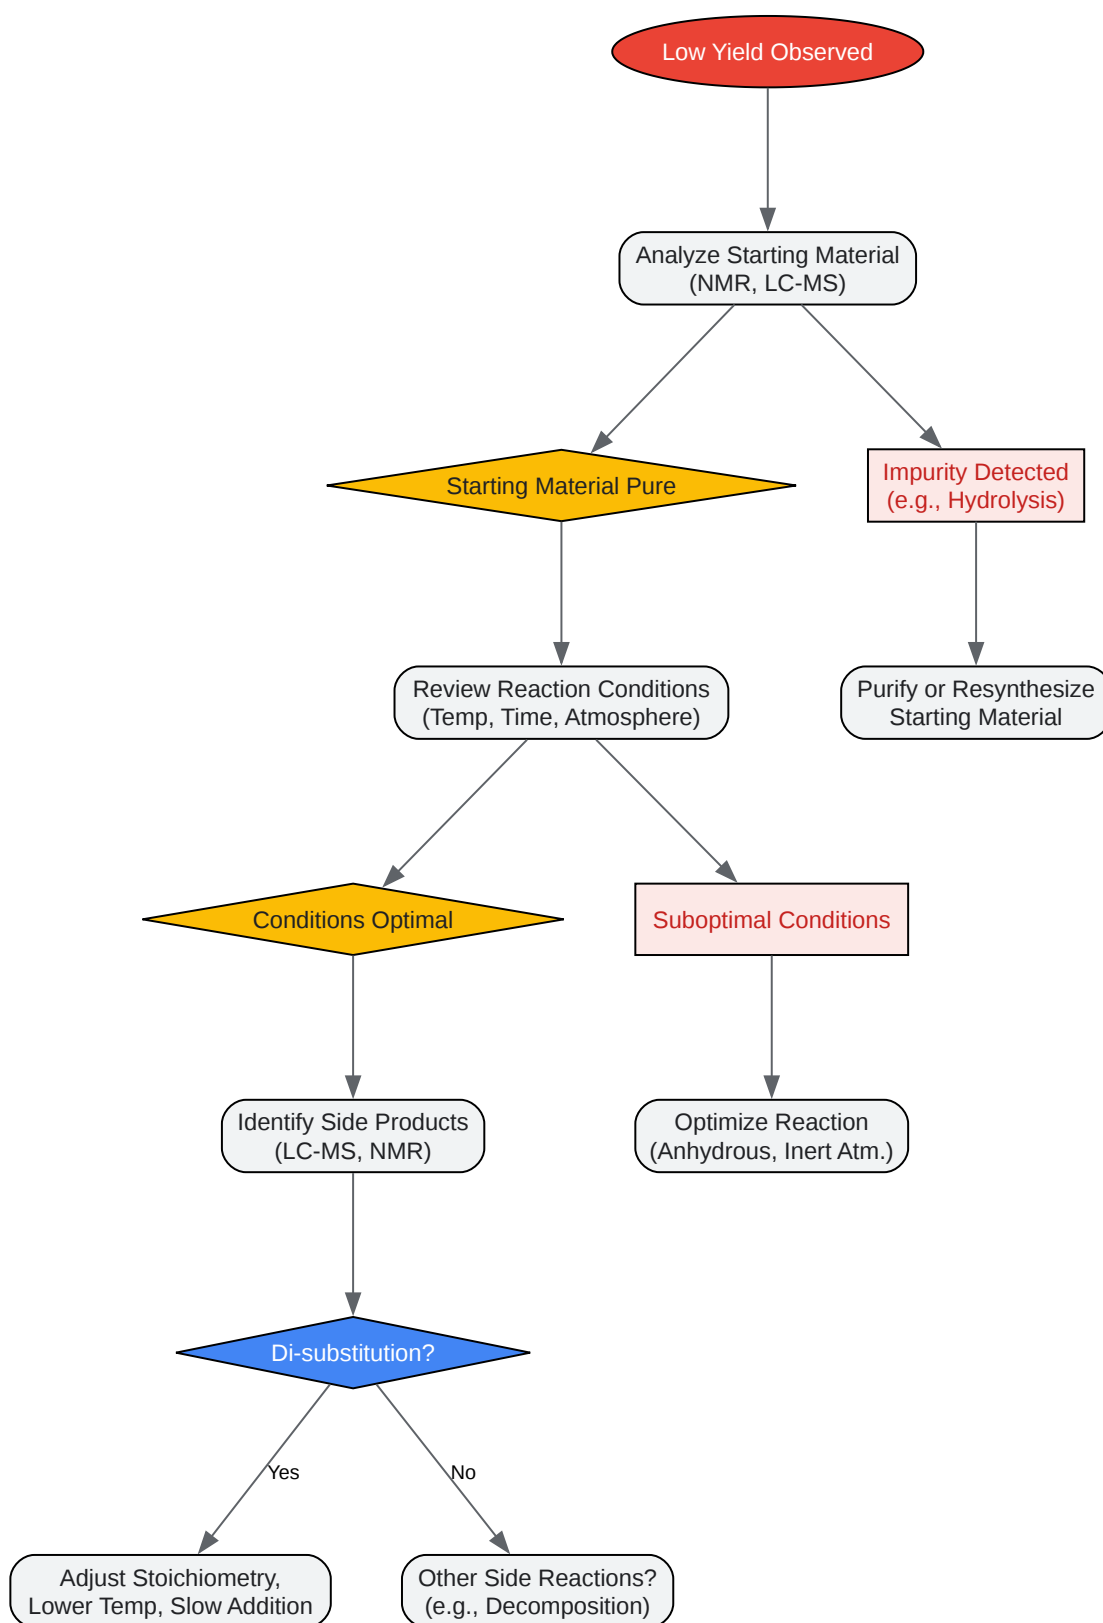 Low Yield Observed
Analyze Starting Material
(NMR, LC-MS)
Starting Material Pure
Impurity Detected
(e.g., Hydrolysis)
Review Reaction Conditions
(Temp, Time, Atmosphere)
Purify or Resynthesize
Starting Material
Conditions Optimal
Suboptimal Conditions
Identify Side Products
(LC-MS, NMR)
Optimize Reaction
(Anhydrous, Inert Atm.)
Di-substitution?
Yes
No
Adjust Stoichiometry,
Lower Temp, Slow Addition
Other Side Reactions?
(e.g., Decomposition)